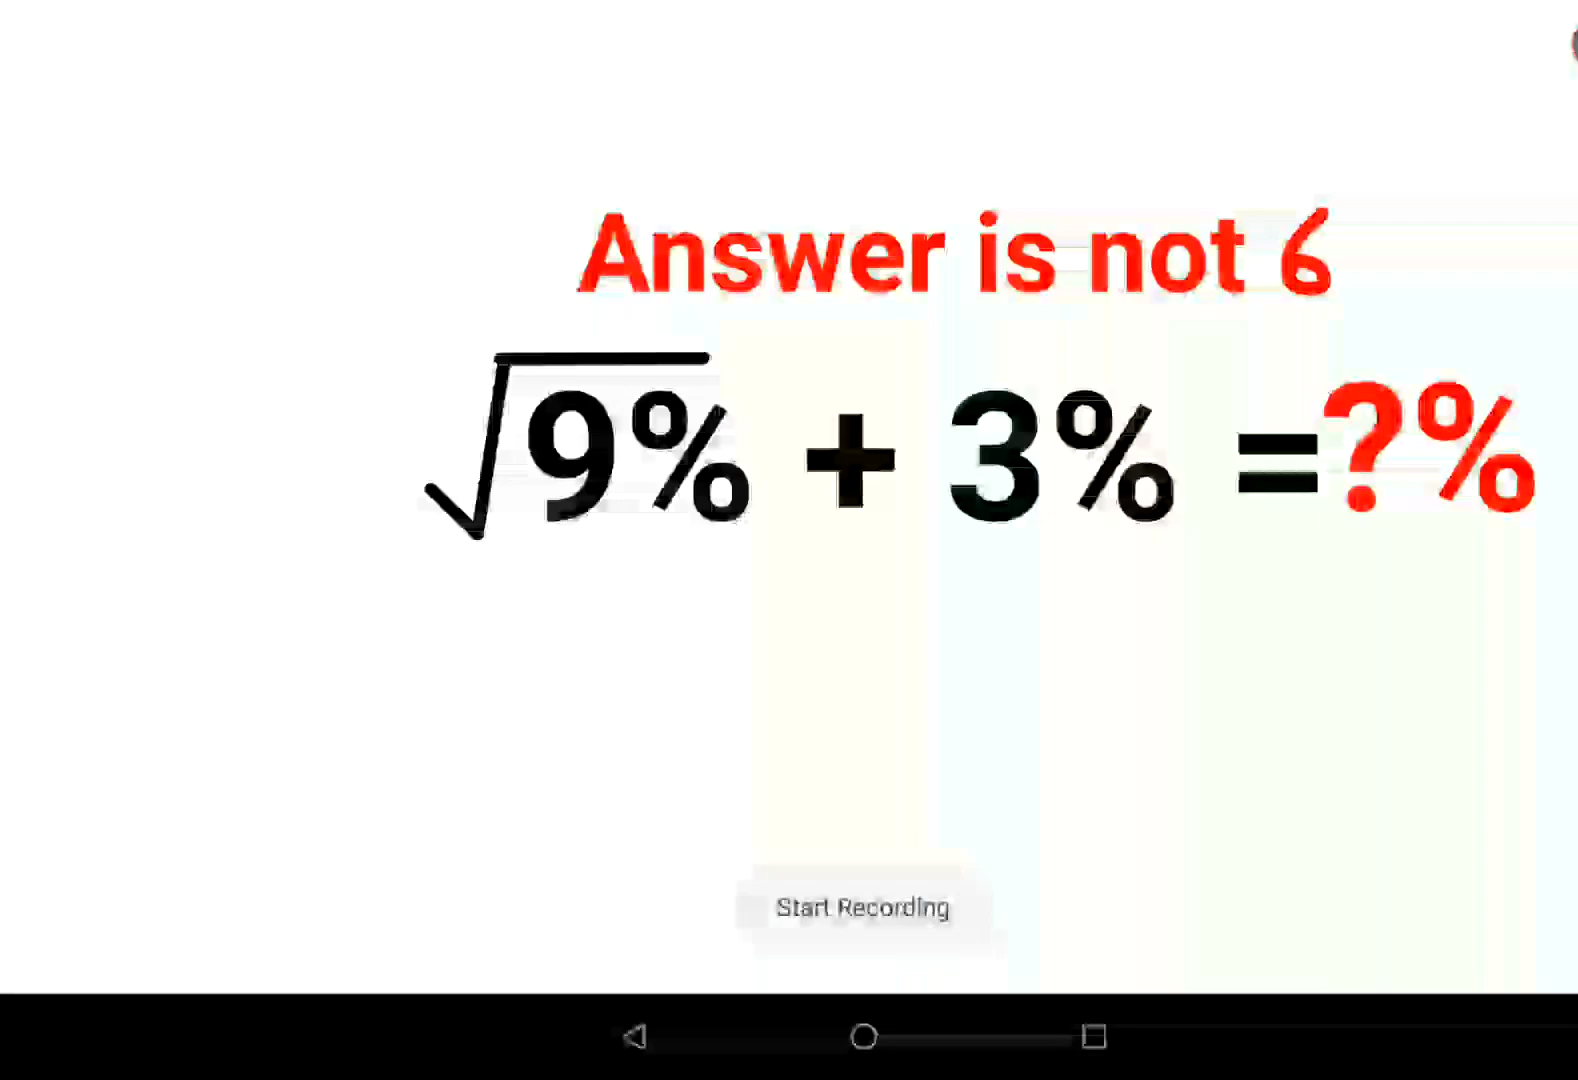 Answer is not 6
√9% + 3% =?%
Start Recording